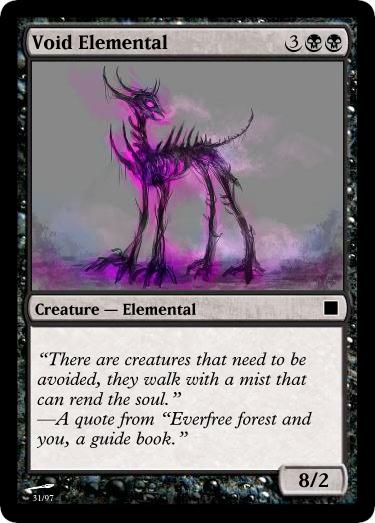 Void Elemental 3
Creature — Elemental
“There are creatures that need to be
avoided, they walk with a mist that
can rend the soul.”
—A quote from “Everfree forest and
you, a guide book.”
8/2
31/97